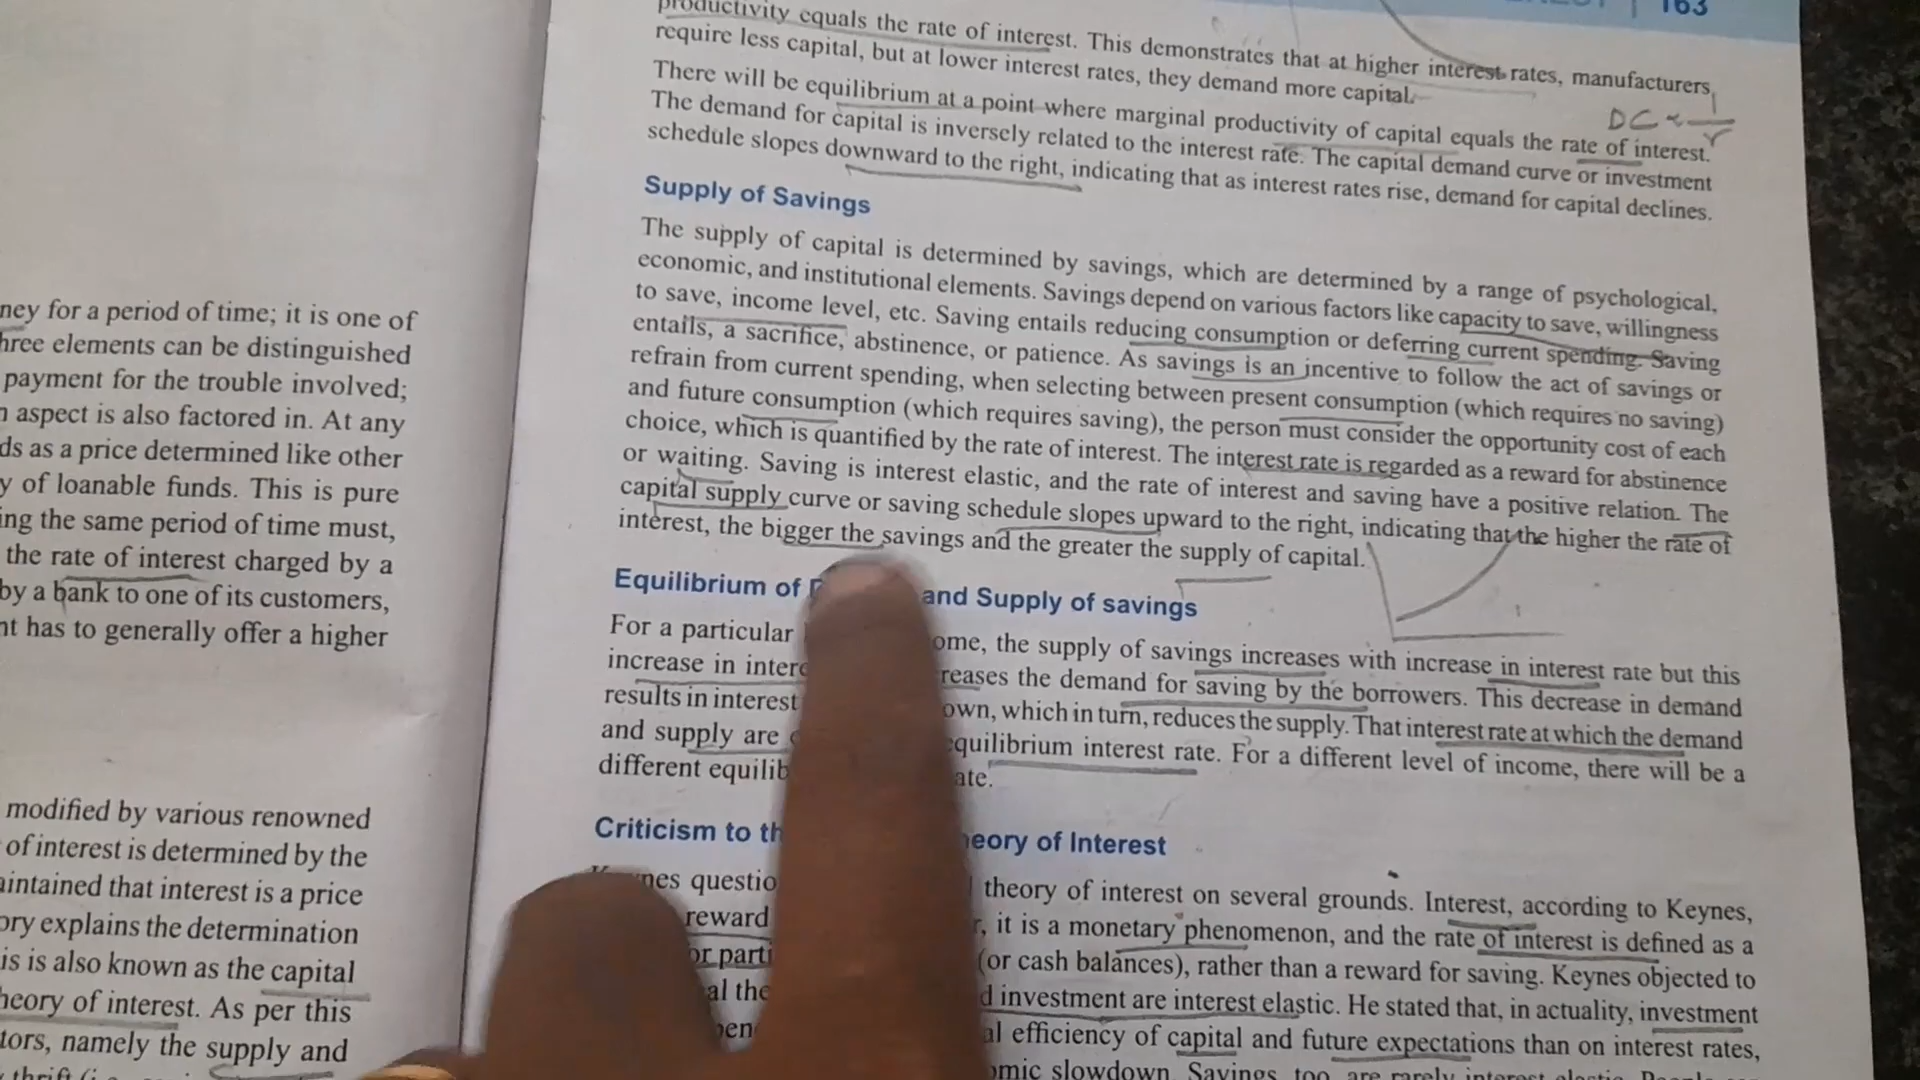 ney for a period of time; it is one of
hree elements can be distinguished
payment for the trouble involved;
aspect is also factored in. At any
ds as a price determined like other
y of loanable funds. This is pure
ing the same period of time must,
the rate of interest charged by a
by a bank to one of its customers,
nt has to generally offer a higher
modified by various renowned
of interest is determined by the
aintained that interest is a price
ory explains the determination
is is also known as the capital
heory of interest. As per this
tors, namely the supply and
163
productivity equals the rate of interest. This demonstrates that at higher interest rates, manufacturers
require less capital, but at lower interest rates, they demand more capital.
There will be equilibrium at a point where marginal productivity of capital equals the rate of interest.
The demand for capital is inversely related to the interest rate. The capital demand curve or investment
schedule slopes downward to the right, indicating that as interest rates rise, demand for capital declines.
DC ∝ 1/r
Supply of Savings
The supply of capital is determined by savings, which are determined by a range of psychological,
economic, and institutional elements. Savings depend on various factors like capacity to save, willingness
to save, income level, etc. Saving entails reducing consumption or deferring current spending. Saving
entails, a sacrifice, abstinence, or patience. As savings is an incentive to follow the act of savings or
refrain from current spending, when selecting between present consumption (which requires no saving)
and future consumption (which requires saving), the person must consider the opportunity cost of each
choice, which is quantified by the rate of interest. The interest rate is regarded as a reward for abstinence
or waiting. Saving is interest elastic, and the rate of interest and saving have a positive relation. The
capital supply curve or saving schedule slopes upward to the right, indicating that the higher the rate of
interest, the bigger the savings and the greater the supply of capital.
Equilibrium of and Supply of savings
For a particular ome, the supply of savings increases with increase in interest rate but this
increase in intere reases the demand for saving by the borrowers. This decrease in demand
results in interest own, which in turn, reduces the supply. That interest rate at which the demand
and supply are equilibrium interest rate. For a different level of income, there will be a
different equilib ate.
Criticism to th eory of Interest
nes questio theory of interest on several grounds. Interest, according to Keynes,
reward it is a monetary phenomenon, and the rate of interest is defined as a
or parti (or cash balances), rather than a reward for saving. Keynes objected to
al the d investment are interest elastic. He stated that, in actuality, investment
pen al efficiency of capital and future expectations than on interest rates,
omic slowdown. Savings, too, are rarely interest elastic.